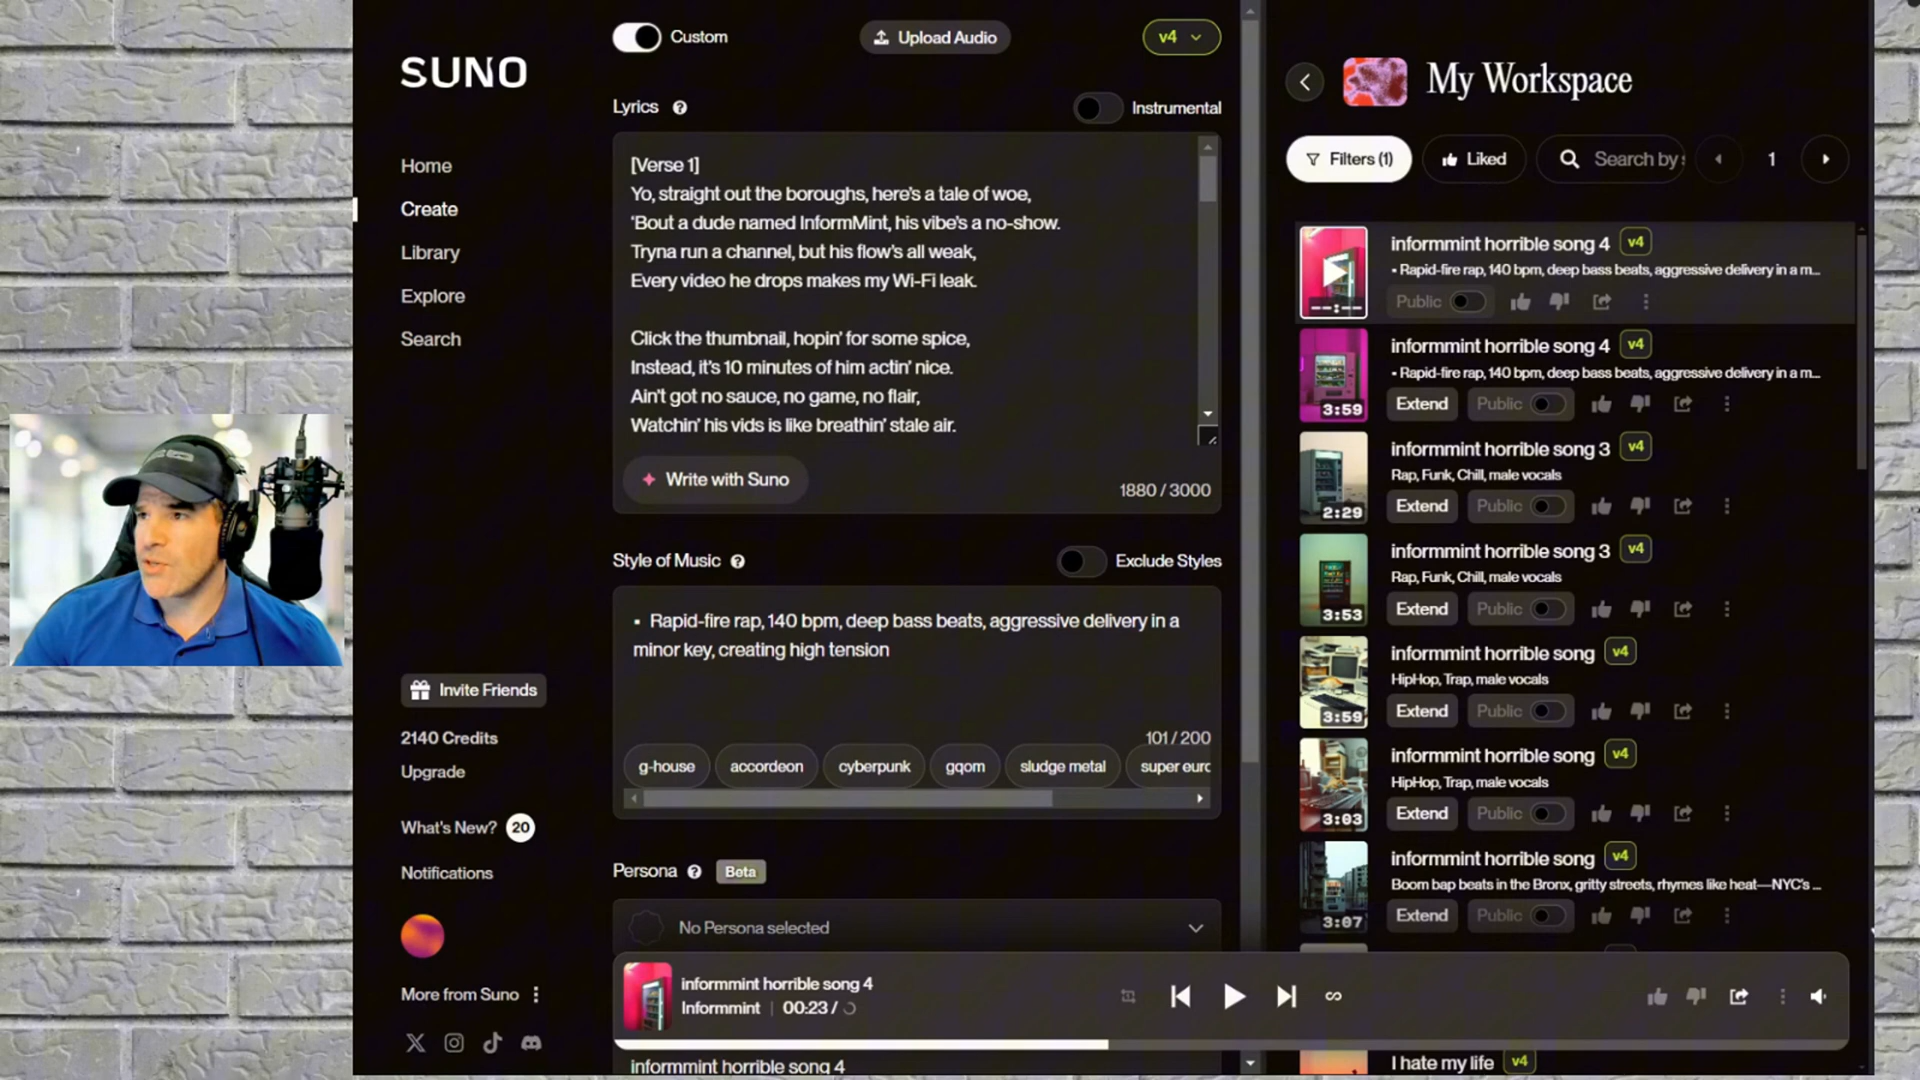 SUNO
Home
Create
Library
Explore
Search
Invite Friends
2140 Credits
Upgrade
What's New? 20
Notifications
More from Suno
Custom
Upload Audio
v4
Lyrics
Instrumental
[Verse 1]
Yo, straight out the boroughs, here's a tale of woe,
'Bout a dude named InformMint, his vibe's a no-show.
Tryna run a channel, but his flow's all weak,
Every video he drops makes my Wi-Fi leak.
Click the thumbnail, hopin' for some spice,
Instead, it's 10 minutes of him actin' nice.
Ain't got no sauce, no game, no flair,
Watchin' his vids is like breathin' stale air.
Write with Suno
1880 / 3000
Style of Music
Exclude Styles
▪ Rapid-fire rap, 140 bpm, deep bass beats, aggressive delivery in a
minor key, creating high tension
101 / 200
g-house
accordeon
cyberpunk
gqom
sludge metal
super euro
Persona
Beta
No Persona selected
informmint horrible song 4
My Workspace
Filters (1)
Liked
Search by
1
informmint horrible song 4 v4
▪ Rapid-fire rap, 140 bpm, deep bass beats, aggressive delivery in a m...
--:--
Public
informmint horrible song 4 v4
▪ Rapid-fire rap, 140 bpm, deep bass beats, aggressive delivery in a m...
3:59
Extend
Public
informmint horrible song 3 v4
Rap, Funk, Chill, male vocals
2:29
Extend
Public
informmint horrible song 3 v4
Rap, Funk, Chill, male vocals
3:53
Extend
Public
informmint horrible song v4
HipHop, Trap, male vocals
3:59
Extend
Public
informmint horrible song v4
HipHop, Trap, male vocals
3:03
Extend
Public
informmint horrible song v4
Boom bap beats in the Bronx, gritty streets, rhymes like heat—NYC's ...
3:07
Extend
Public
I hate my life v4
informmint horrible song 4
Informmint | 00:23 /